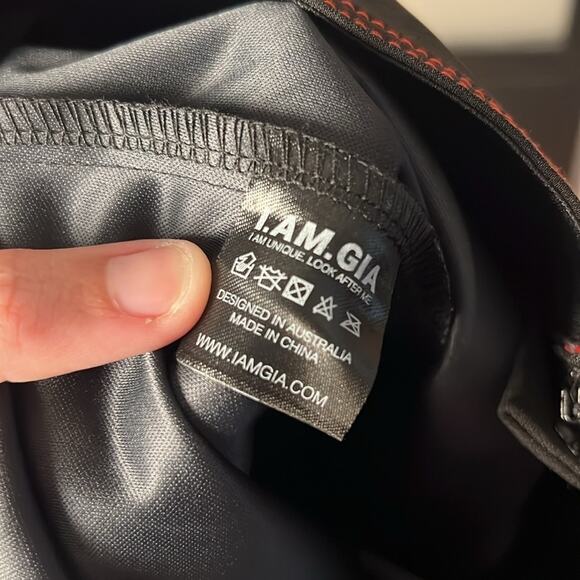 I.AM.GIA
I AM UNIQUE. LOOK AFTER ME.
DESIGNED IN AUSTRALIA
MADE IN CHINA
WWW.IAMGIA.COM